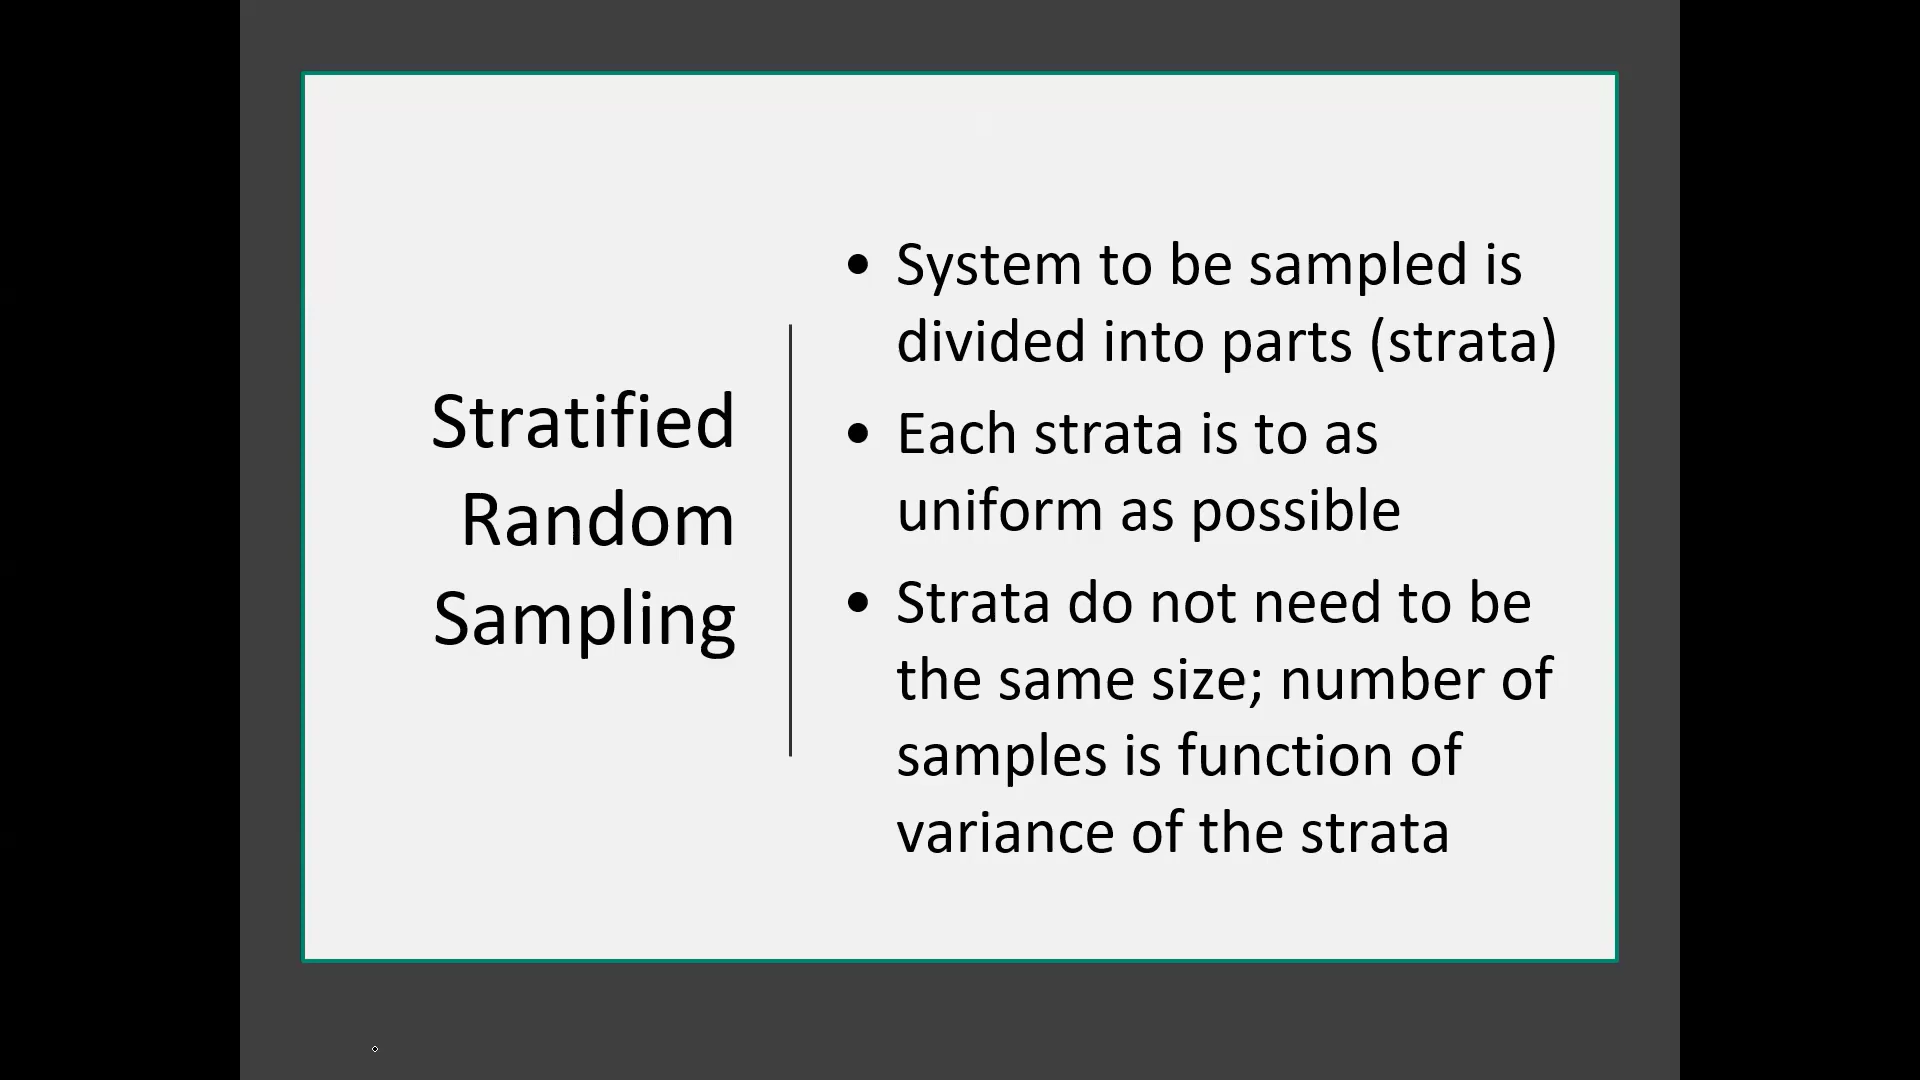 Stratified
Random
Sampling
• System to be sampled is
divided into parts (strata)
• Each strata is to as
uniform as possible
• Strata do not need to be
the same size; number of
samples is function of
variance of the strata